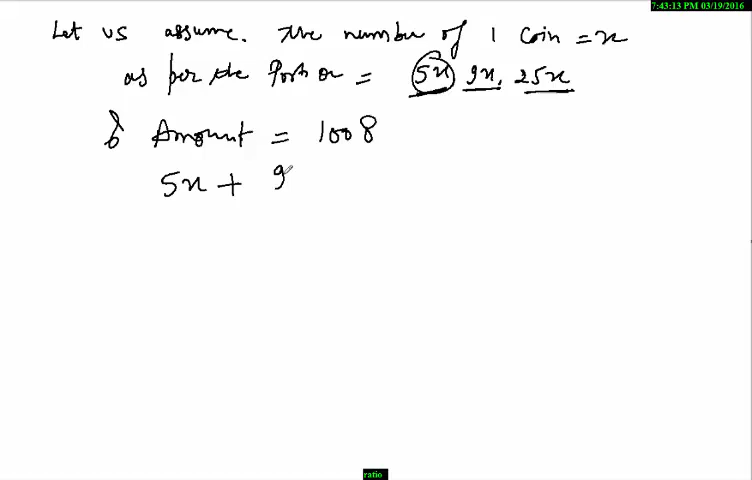 7:43:13 PM 03/19/2016
Let us assume. The number of 1 coin = x
as per the = 5x 9x, 25x
Amount = 1008
5x + 9
ratio